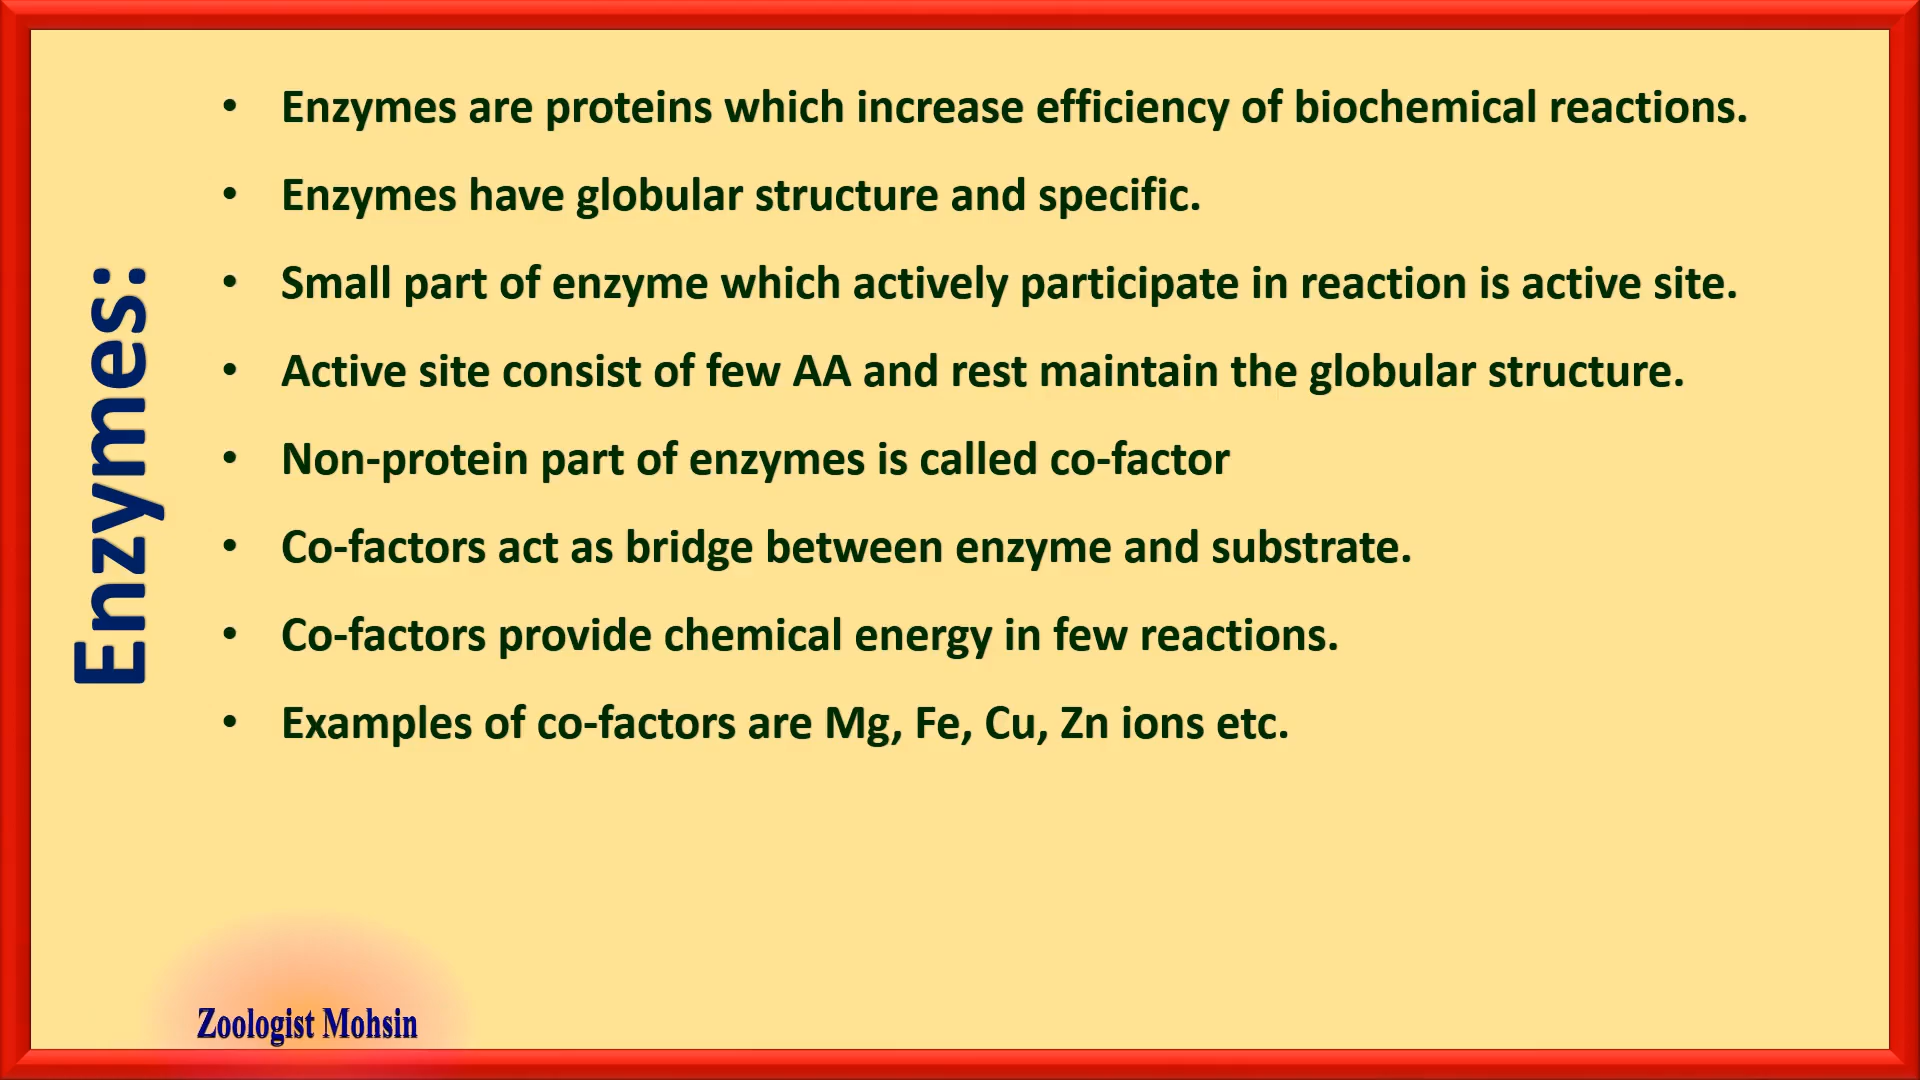 Enzymes:
• Enzymes are proteins which increase efficiency of biochemical reactions.
• Enzymes have globular structure and specific.
• Small part of enzyme which actively participate in reaction is active site.
• Active site consist of few AA and rest maintain the globular structure.
• Non-protein part of enzymes is called co-factor
• Co-factors act as bridge between enzyme and substrate.
• Co-factors provide chemical energy in few reactions.
• Examples of co-factors are Mg, Fe, Cu, Zn ions etc.
Zoologist Mohsin